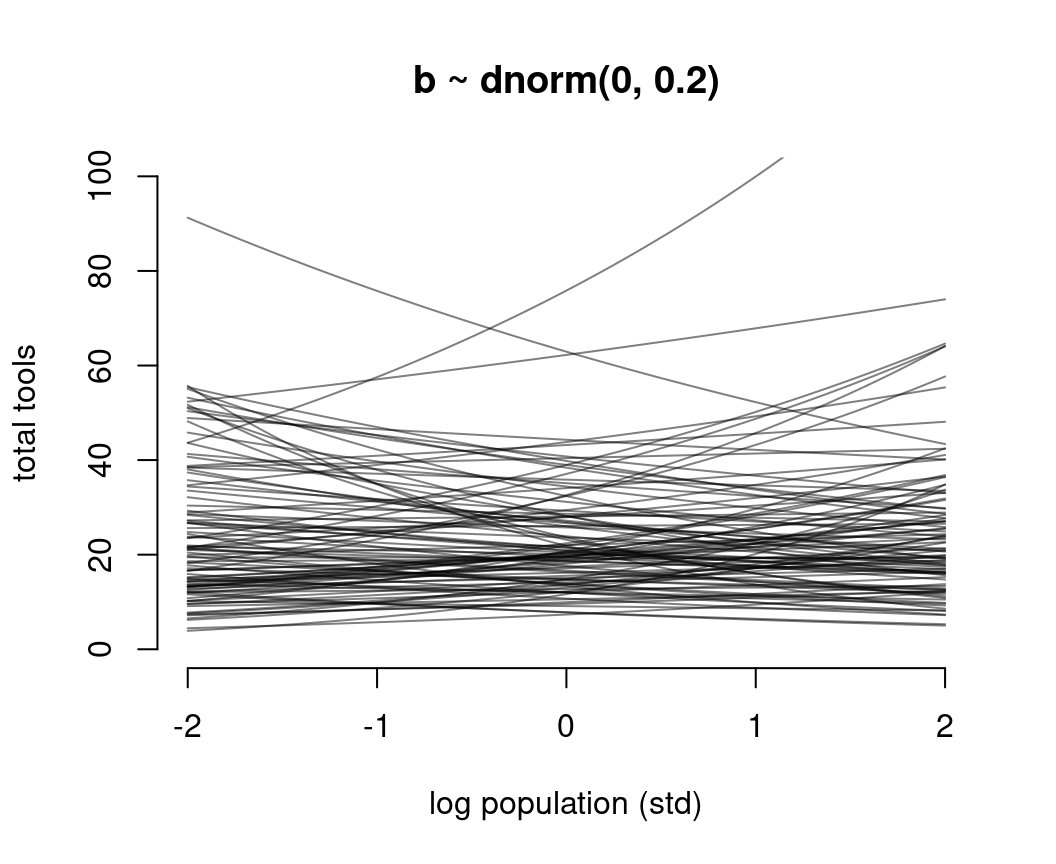 b ~ dnorm(0, 0.2)
total tools
100
80
60
40
20
0
-2 -1 0 1 2
log population (std)